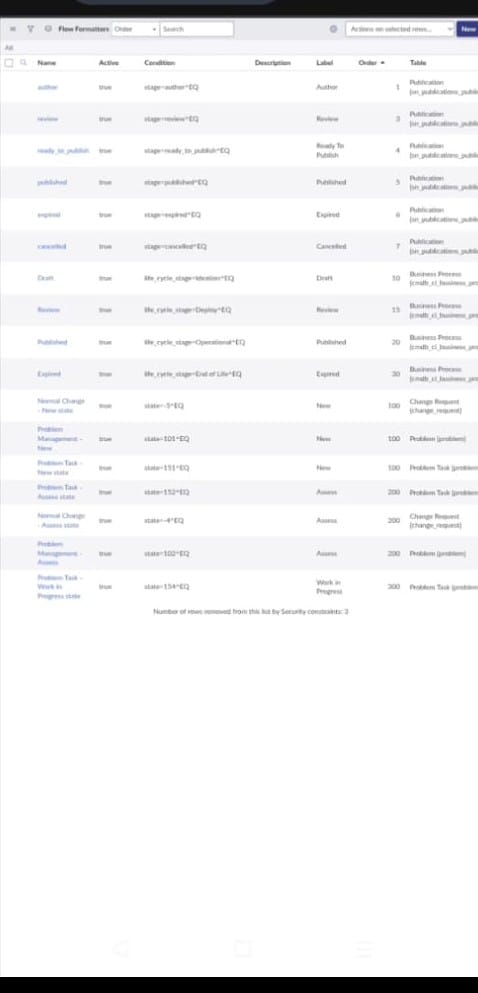 Flow Formatters Order Search Actions on selected rows... New
All
Name Active Condition Description Label Order Table
author true stage=author^EQ Author 1 Publication
(sn_publications_publi
review true stage=review^EQ Review 3 Publication
(sn_publications_publi
ready_to_publish true stage=ready_to_publish^EQ Ready To 4 Publication
Publish (sn_publications_publi
published true stage=published^EQ Published 5 Publication
(sn_publications_publi
expired true stage=expired^EQ Expired 6 Publication
(sn_publications_publi
cancelled true stage=cancelled^EQ Cancelled 7 Publication
(sn_publications_publi
Draft true life_cycle_stage=Ideation^EQ Draft 10 Business Process
(cmdb_ci_business_pro
Review true life_cycle_stage=Deploy^EQ Review 15 Business Process
(cmdb_ci_business_pro
Published true life_cycle_stage=Operational^EQ Published 20 Business Process
(cmdb_ci_business_pro
Expired true life_cycle_stage=End of Life^EQ Expired 30 Business Process
(cmdb_ci_business_pro
Normal Change
- New state true state=-5^EQ New 100 Change Request
(change_request)
Problem
Management - true state=101^EQ New 100 Problem (problem)
New
Problem Task -
New state true state=151^EQ New 100 Problem Task (problem
Problem Task -
Assess state true state=152^EQ Assess 200 Problem Task (problem
Normal Change
- Assess state true state=-4^EQ Assess 200 Change Request
(change_request)
Problem
Management - true state=102^EQ Assess 200 Problem (problem)
Assess
Problem Task -
Work in true state=154^EQ Work in 300 Problem Task (problem
Progress state Progress
Number of rows removed from this list by Security constraints: 3